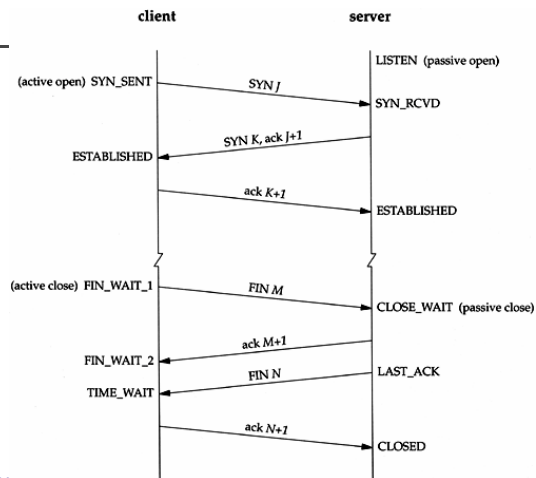 client server
LISTEN (passive open)
(active open) SYN_SENT
SYN J
SYN_RCVD
SYN K, ack J+1
ESTABLISHED
ack K+1
ESTABLISHED
(active close) FIN_WAIT_1
FIN M
CLOSE_WAIT (passive close)
ack M+1
FIN_WAIT_2
FIN N
LAST_ACK
TIME_WAIT
ack N+1
CLOSED